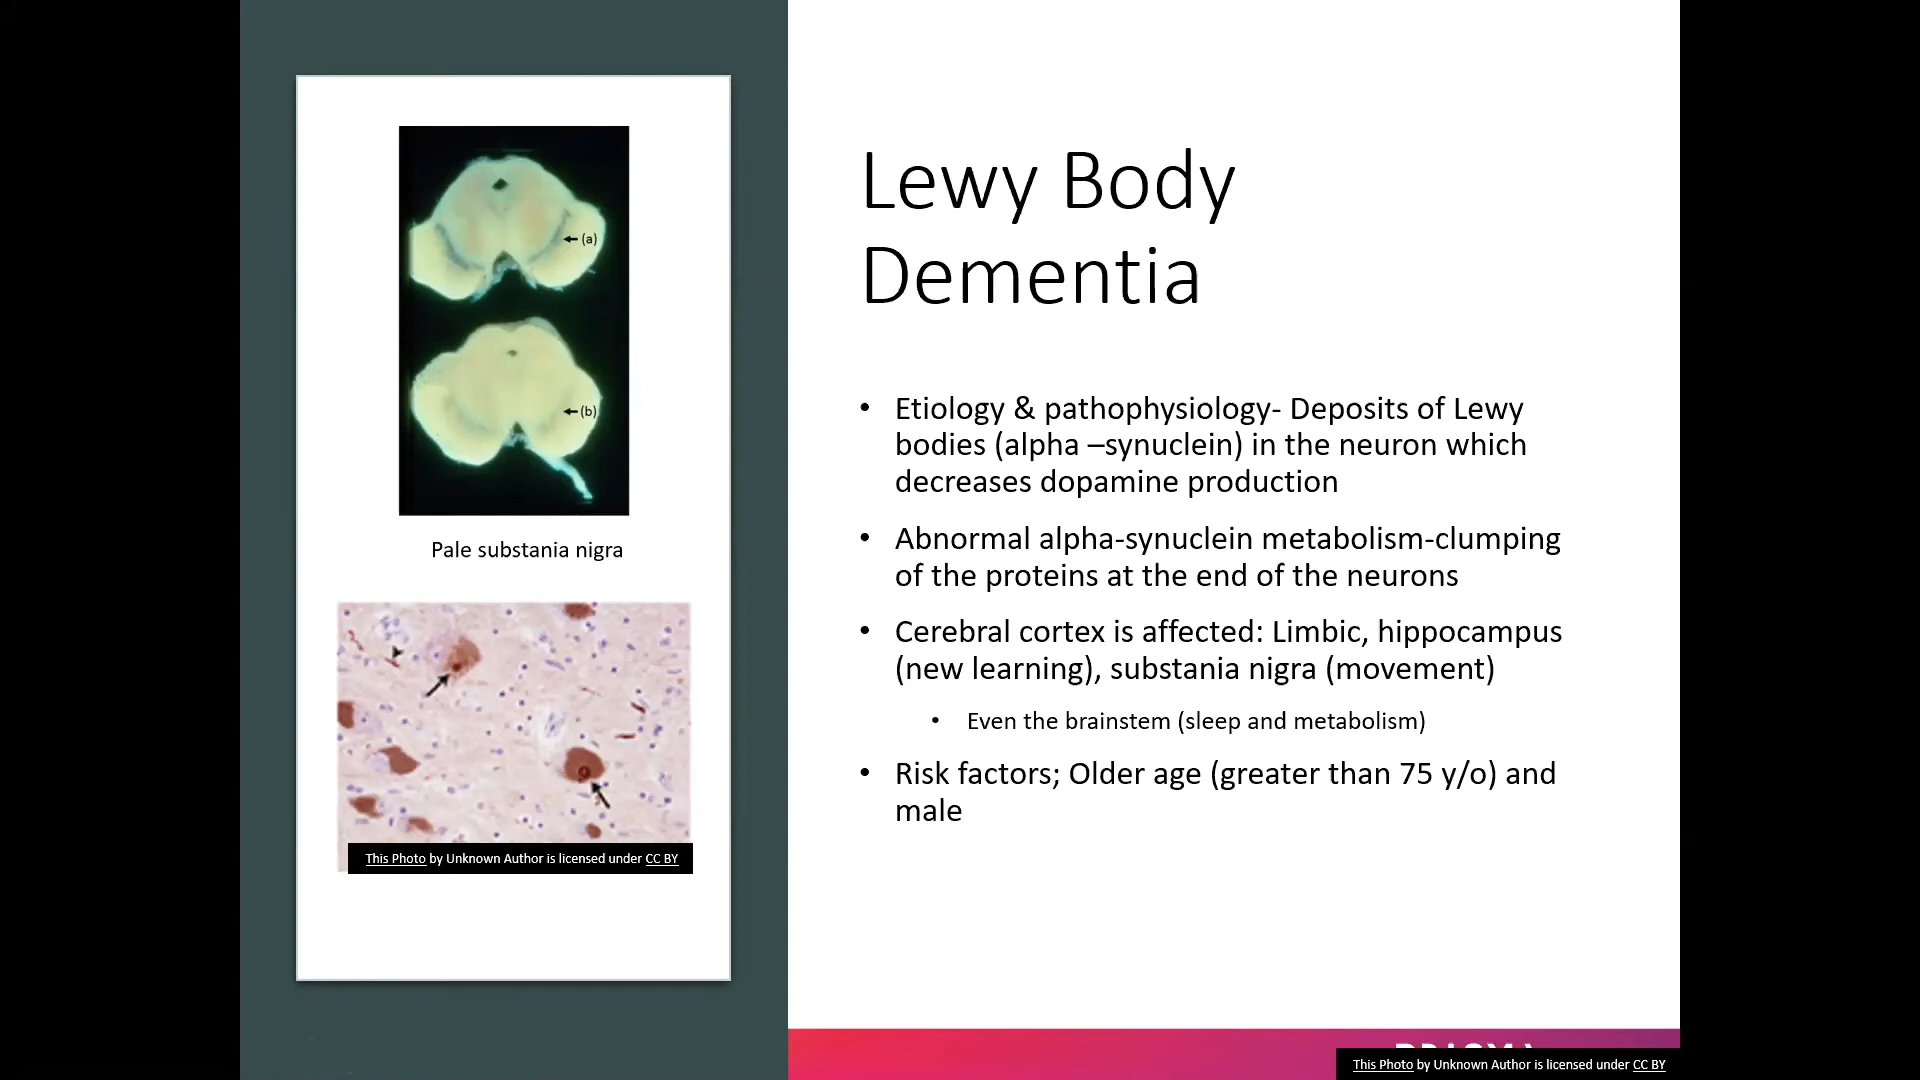 (a)
(b)
Pale substania nigra
This Photo by Unknown Author is licensed under CC BY
Lewy Body
Dementia
• Etiology & pathophysiology- Deposits of Lewy
bodies (alpha –synuclein) in the neuron which
decreases dopamine production
• Abnormal alpha-synuclein metabolism-clumping
of the proteins at the end of the neurons
• Cerebral cortex is affected: Limbic, hippocampus
(new learning), substania nigra (movement)
• Even the brainstem (sleep and metabolism)
• Risk factors; Older age (greater than 75 y/o) and
male
This Photo by Unknown Author is licensed under CC BY